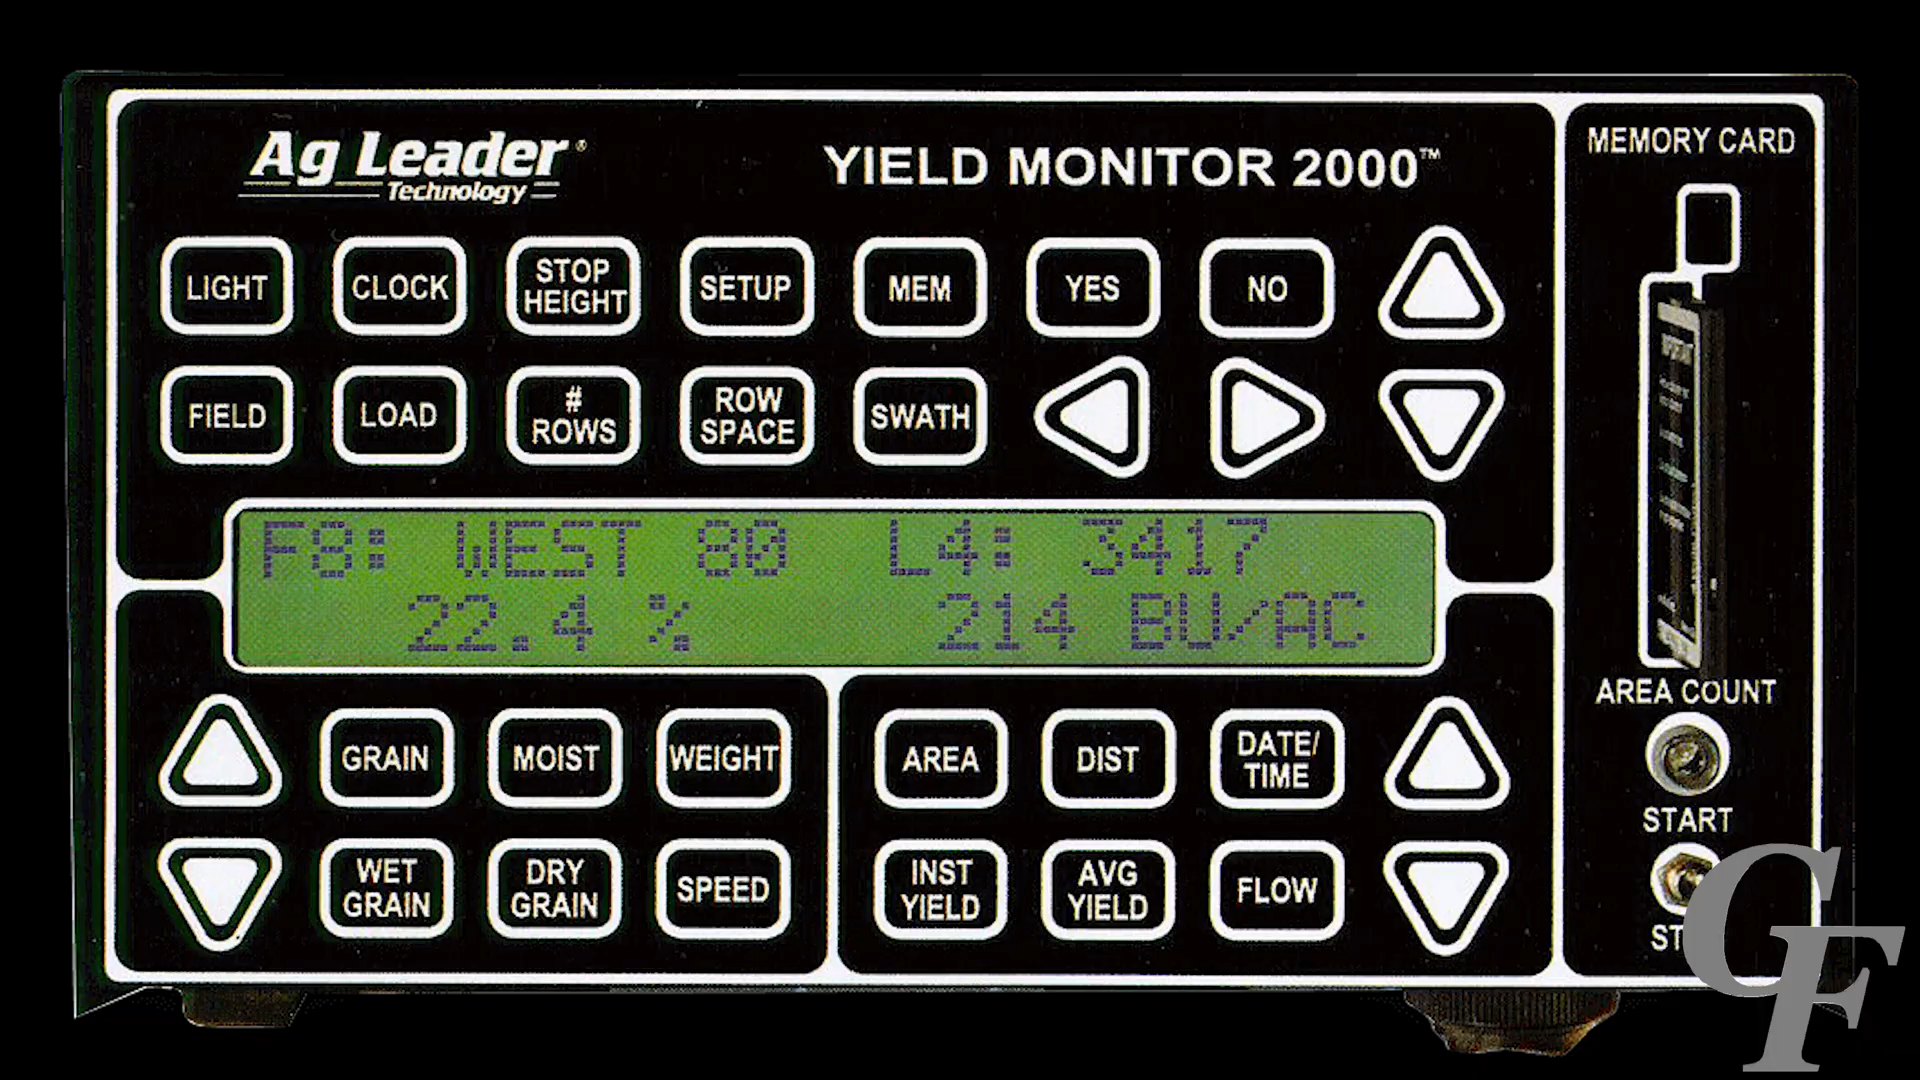 Ag Leader®
Technology
YIELD MONITOR 2000™
MEMORY CARD
LIGHT
CLOCK
STOP HEIGHT
SETUP
MEM
YES
NO
FIELD
LOAD
# ROWS
ROW SPACE
SWATH
F8: WEST 80 L4: 3417
22.4 % 214 BU/AC
GRAIN
MOIST
WEIGHT
AREA
DIST
DATE/ TIME
WET GRAIN
DRY GRAIN
SPEED
INST YIELD
AVG YIELD
FLOW
AREA COUNT
START
ST
GF